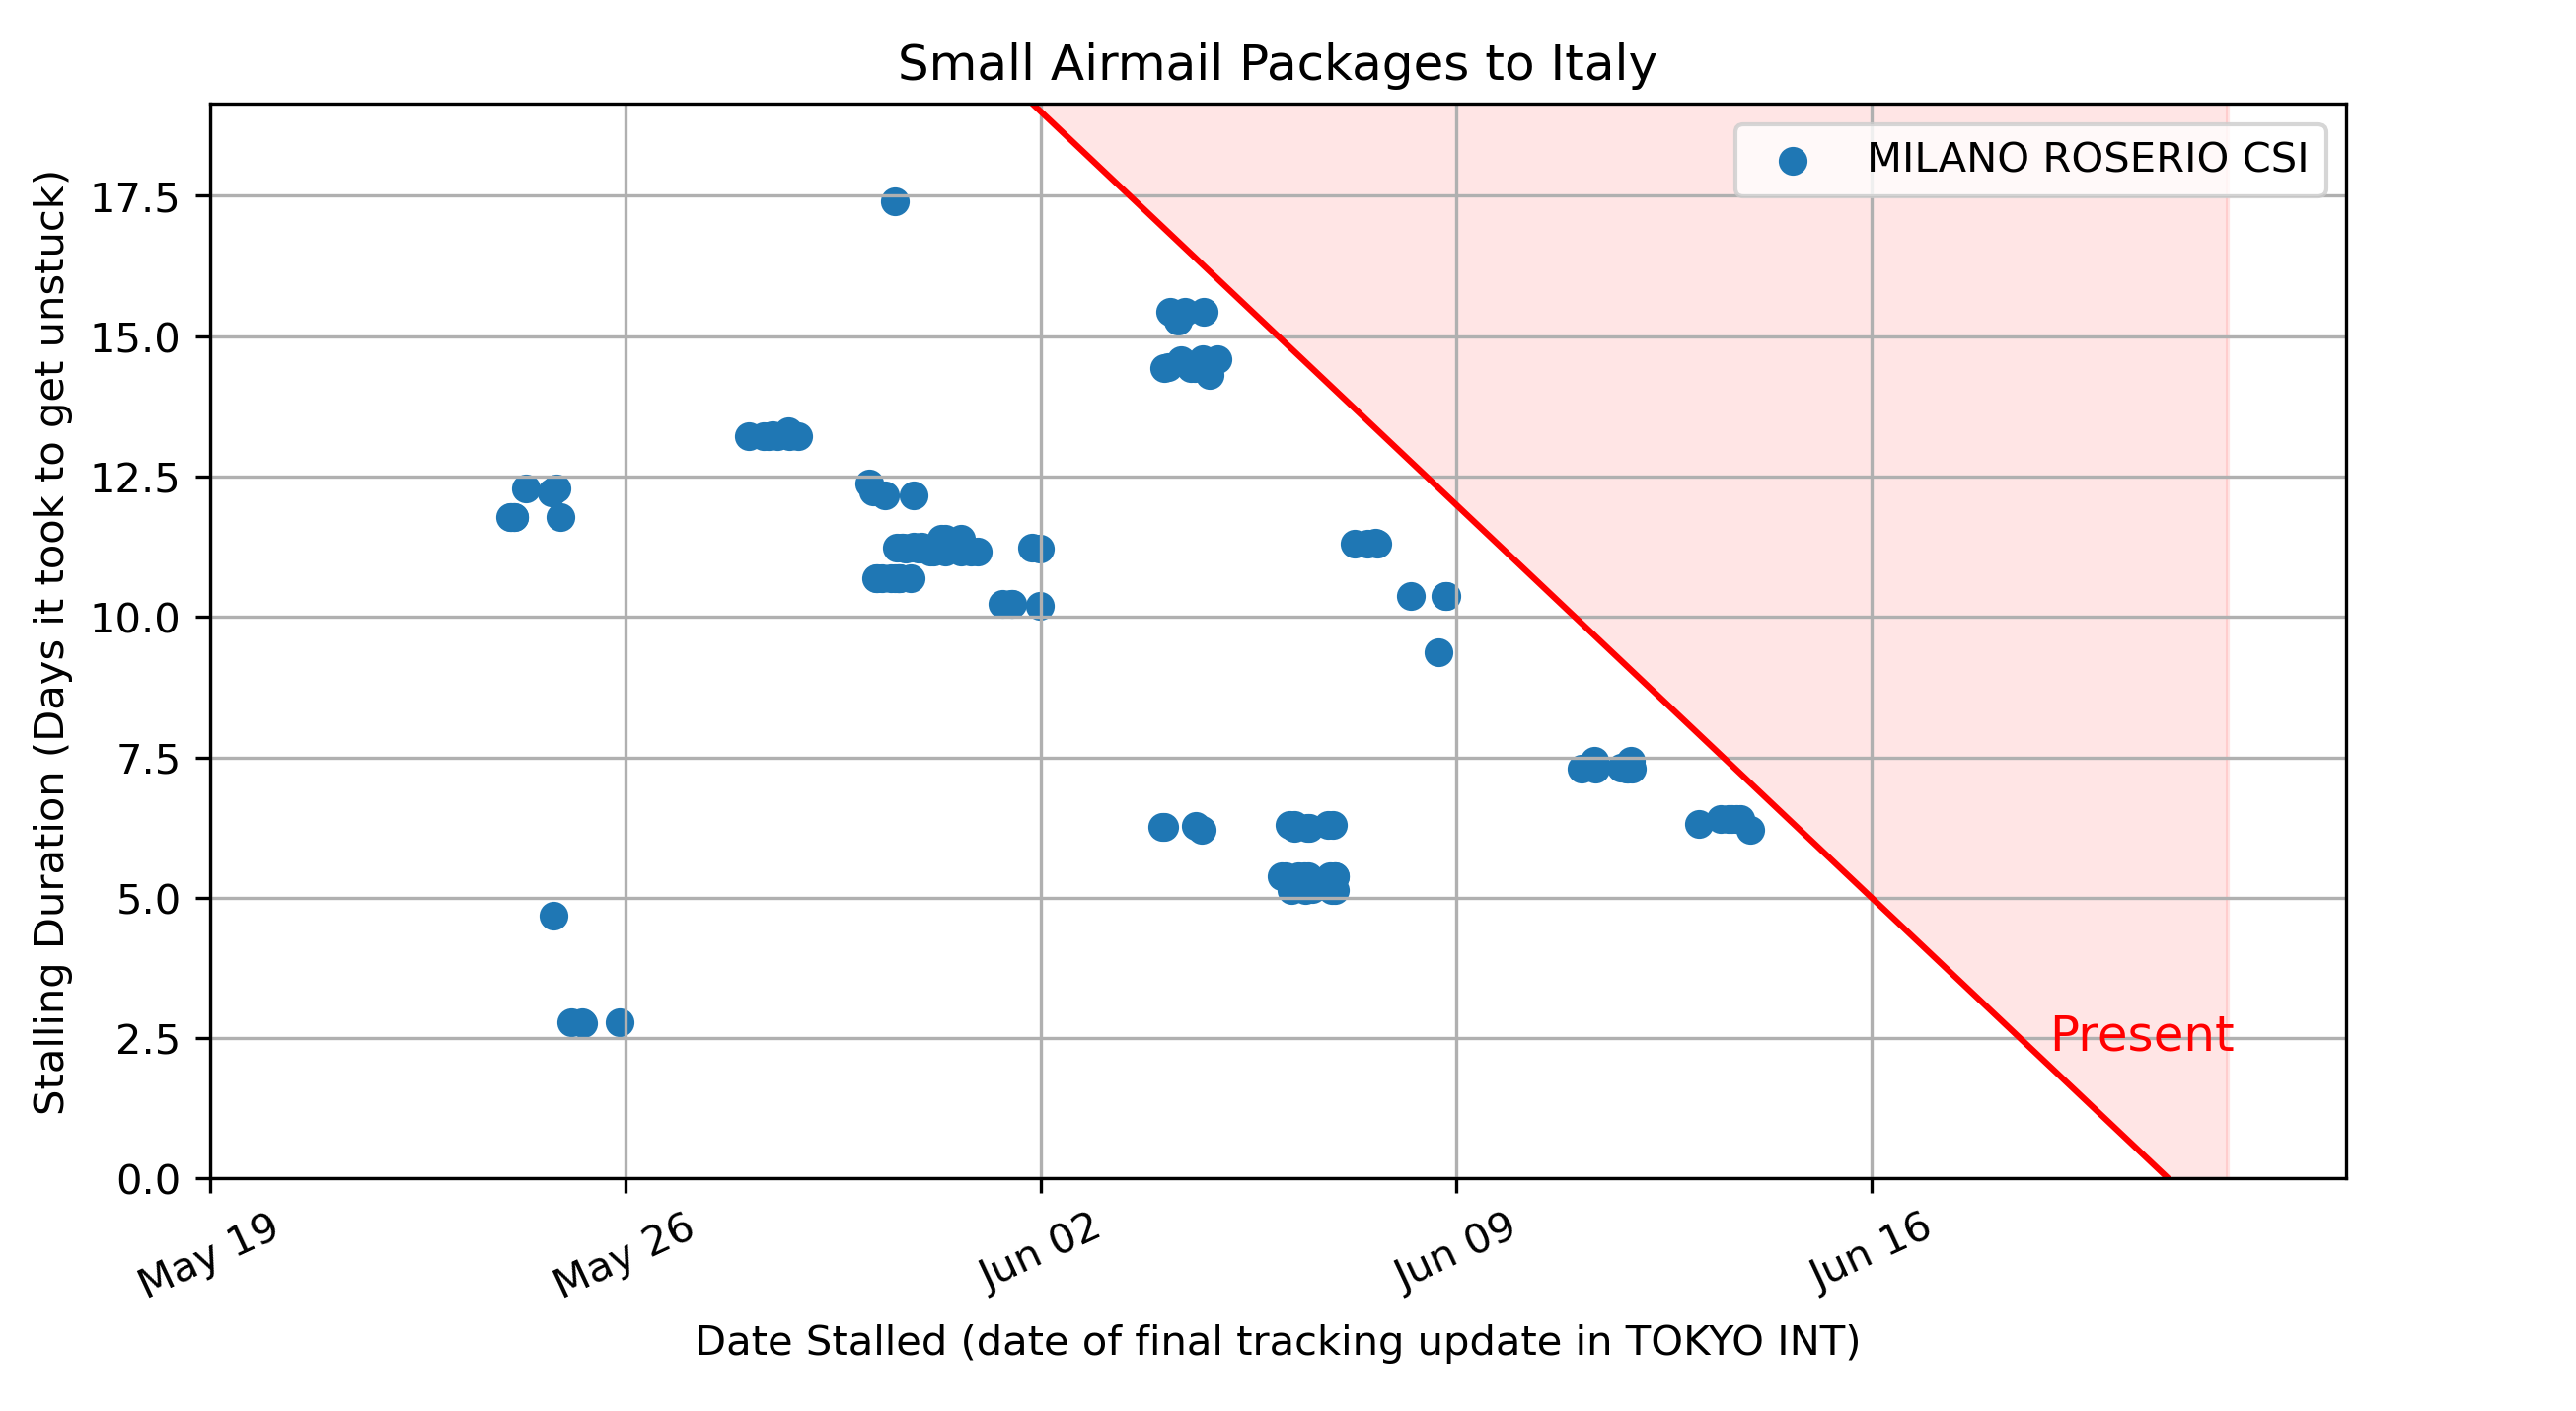 Small Airmail Packages to Italy
MILANO ROSERIO CSI
Stalling Duration (Days it took to get unstuck)
17.5
15.0
12.5
10.0
7.5
5.0
2.5
0.0
Present
May 19
May 26
Jun 02
Jun 09
Jun 16
Date Stalled (date of final tracking update in TOKYO INT)